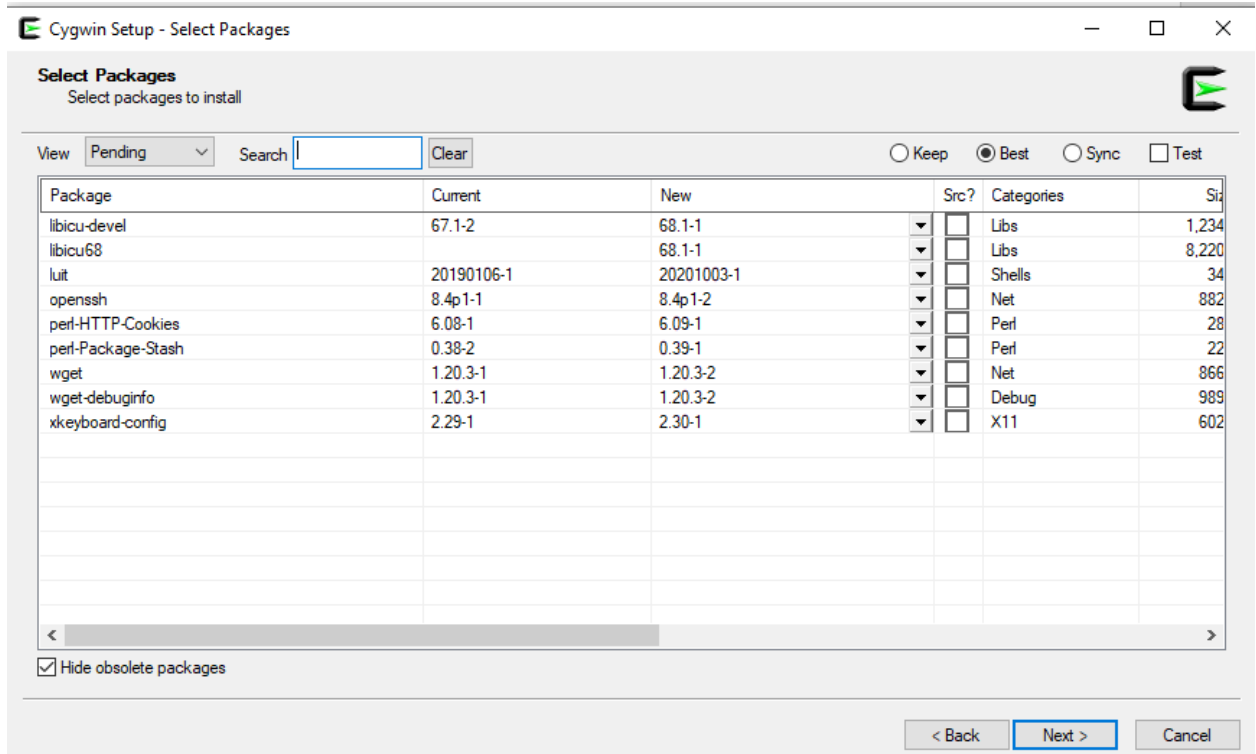 Cygwin Setup - Select Packages
Select Packages
Select packages to install
View Pending Search Clear Keep Best Sync Test
Package Current New Src? Categories Siz
libicu-devel 67.1-2 68.1-1 Libs 1,234
libicu68 68.1-1 Libs 8,220
luit 20190106-1 20201003-1 Shells 34
openssh 8.4p1-1 8.4p1-2 Net 882
perl-HTTP-Cookies 6.08-1 6.09-1 Perl 28
perl-Package-Stash 0.38-2 0.39-1 Perl 22
wget 1.20.3-1 1.20.3-2 Net 866
wget-debuginfo 1.20.3-1 1.20.3-2 Debug 989
xkeyboard-config 2.29-1 2.30-1 X11 602
Hide obsolete packages
< Back Next > Cancel